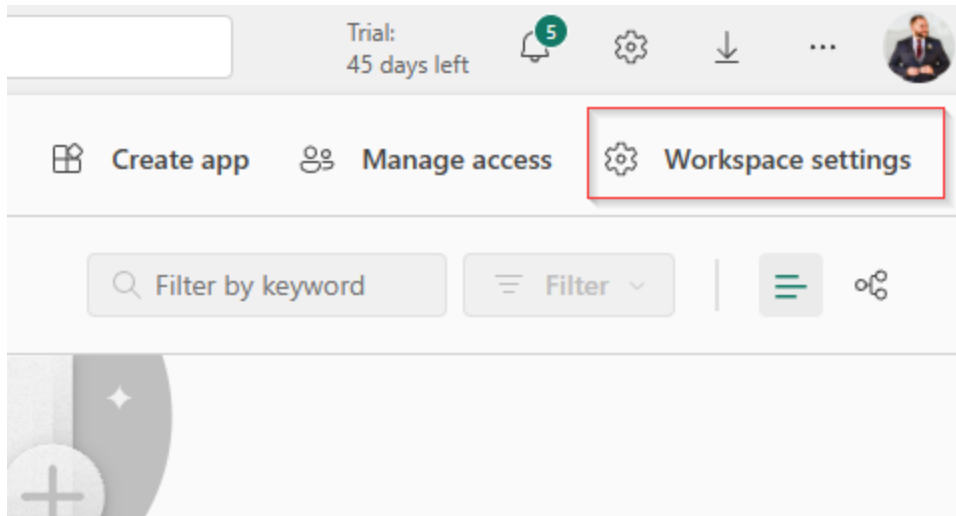 Trial:
45 days left
5
...
Create app
Manage access
Workspace settings
Filter by keyword
Filter